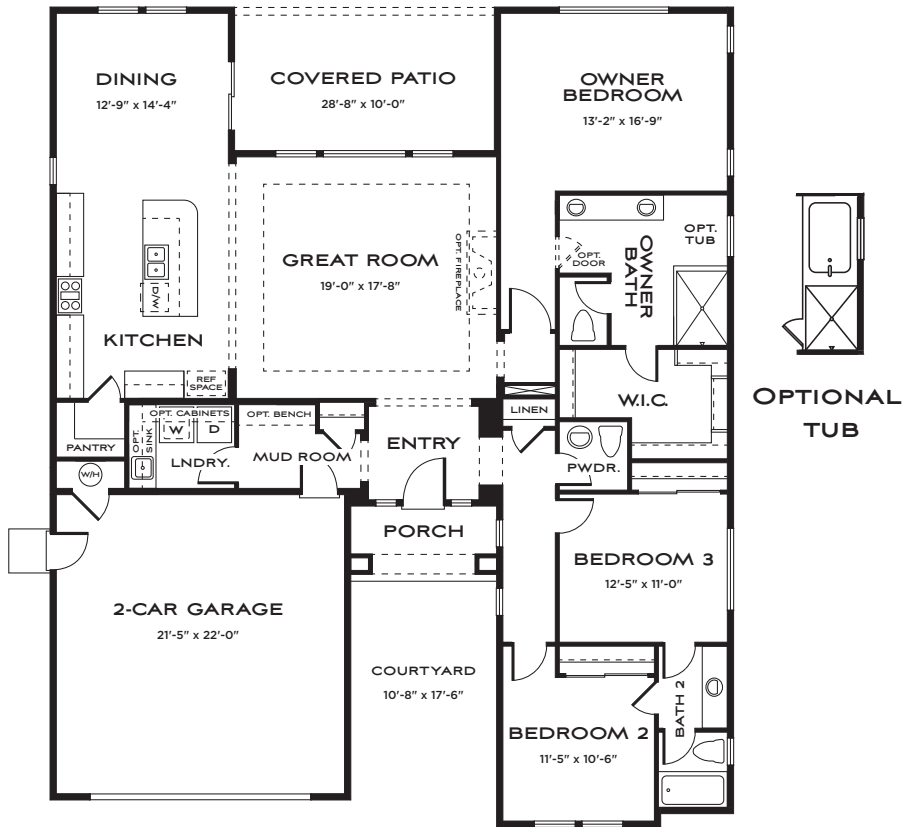 DINING
12'-9" x 14'-4"
COVERED PATIO
28'-8" x 10'-0"
OWNER
BEDROOM
13'-2" x 16'-9"
OPT. FIREPLACE
GREAT ROOM
19'-0" x 17'-8"
D/W
KITCHEN
REF
SPACE
OPT.
DOOR
OWNER
BATH
OPT.
TUB
OPTIONAL
TUB
W.I.C.
LINEN
PANTRY
OPT. CABINETS
OPT.
SINK
W
D
LNDRY.
OPT. BENCH
MUD ROOM
ENTRY
PWDR.
W/H
PORCH
BEDROOM 3
12'-5" x 11'-0"
2-CAR GARAGE
21'-5" x 22'-0"
COURTYARD
10'-8" x 17'-6"
BEDROOM 2
11'-5" x 10'-6"
BATH 2